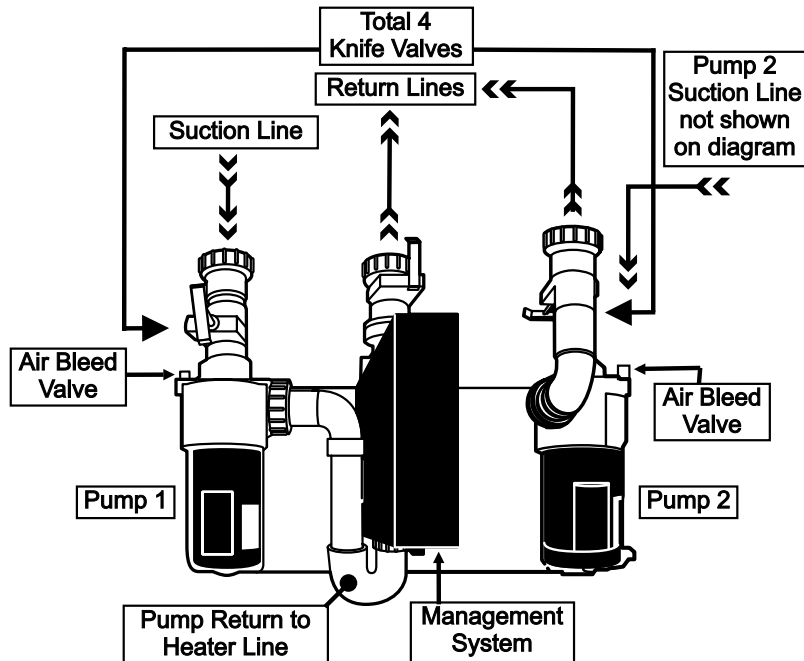 Total 4
Knife Valves
Return Lines
Pump 2
Suction Line
not shown
on diagram
Suction Line
Air Bleed
Valve
Air Bleed
Valve
Pump 1
Pump 2
Pump Return to
Heater Line
Management
System